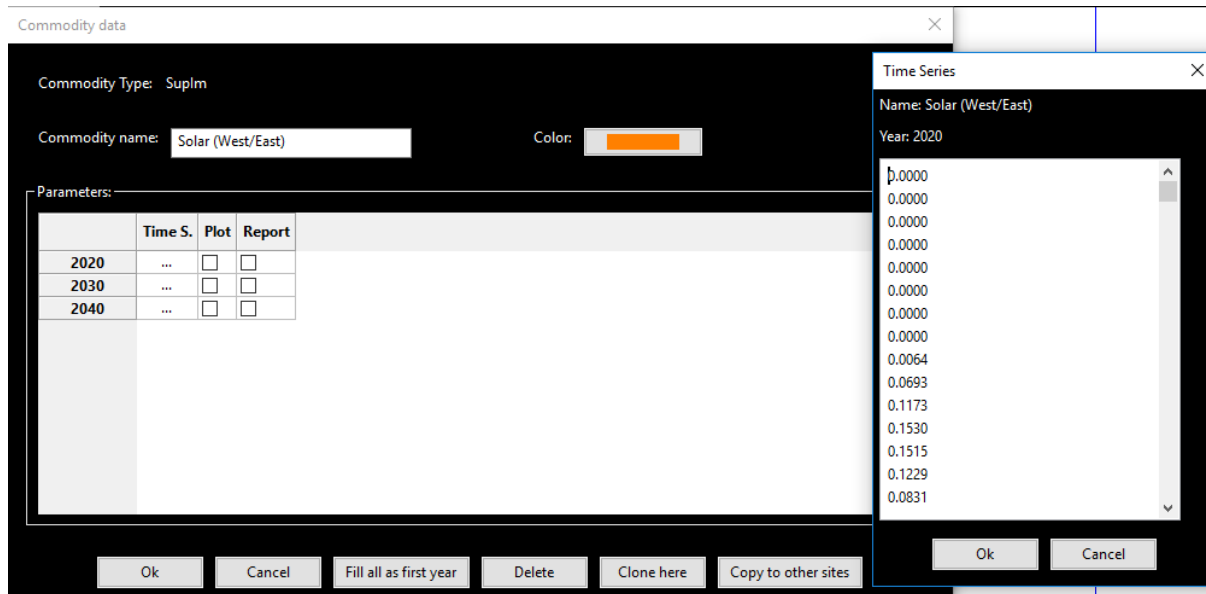 Commodity data
Commodity Type: SupIm
Commodity name: Solar (West/East) Color:
Parameters:
Time S. Plot Report
2020 ...
2030 ...
2040 ...
Ok Cancel Fill all as first year Delete Clone here Copy to other sites
Time Series
Name: Solar (West/East)
Year: 2020
0.0000
0.0000
0.0000
0.0000
0.0000
0.0000
0.0000
0.0000
0.0064
0.0693
0.1173
0.1530
0.1515
0.1229
0.0831
Ok Cancel